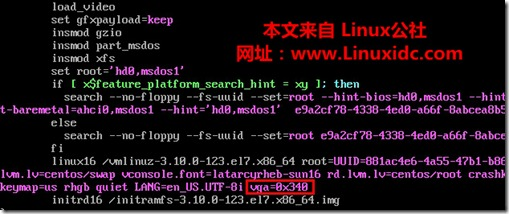 load_video
set gfxpayload=keep
insmod gzio
insmod part_msdos
insmod xfs
set root='hd0,msdos1'
if [ x$feature_platform_search_hint = xy ]; then
search --no-floppy --fs-uuid --set=root --hint-bios=hd0,msdos1 --hint
t-baremetal=ahci0,msdos1 --hint='hd0,msdos1' e9a2cf78-4338-4ed0-a66f-8abcea8b5
else
search --no-floppy --fs-uuid --set=root e9a2cf78-4338-4ed0-a66f-8abce
fi
linux16 /vmlinuz-3.10.0-123.el7.x86_64 root=UUID=881ac4e6-4a55-47b1-b86
lvm.lv=centos/swap vconsole.font=latarcyrheb-sun16 rd.lvm.lv=centos/root crashk
keymap=us rhgb quiet LANG=en_US.UTF-8i vga=0x340
initrd16 /initramfs-3.10.0-123.el7.x86_64.img
本文来自 Linux公社
网址：www.Linuxidc.com